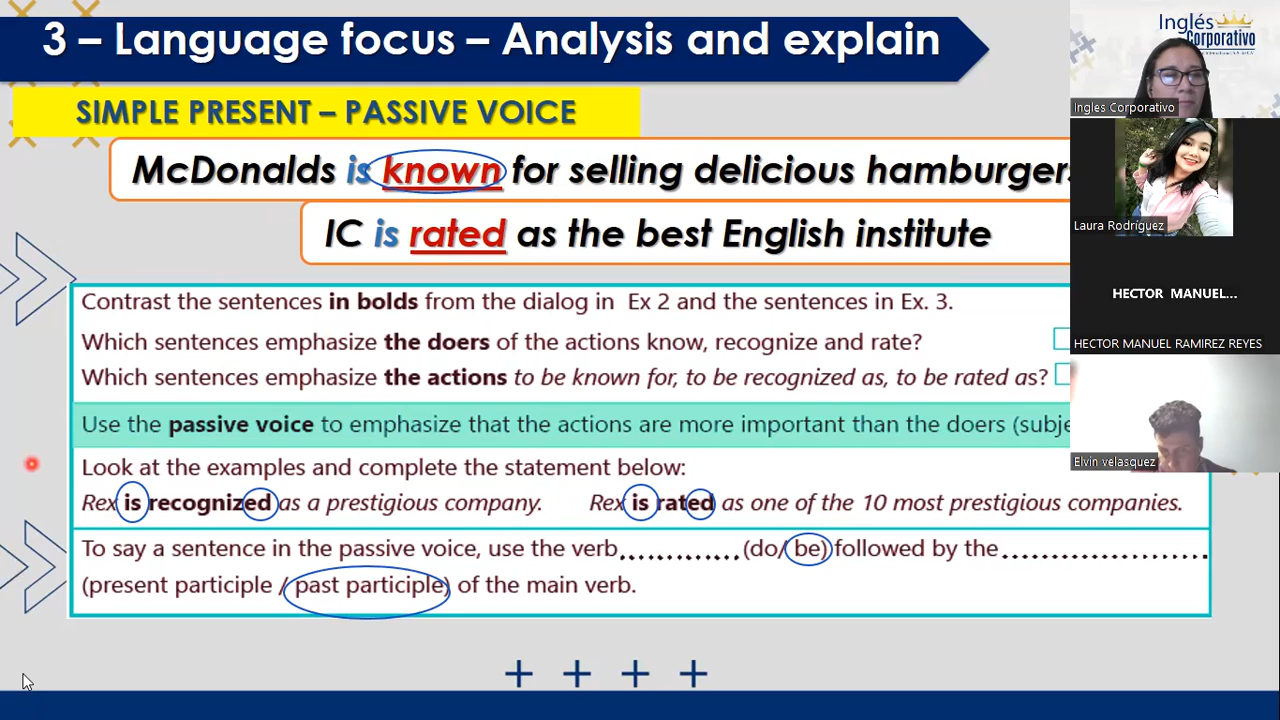 3 – Language focus – Analysis and explain
SIMPLE PRESENT – PASSIVE VOICE
McDonalds is known for selling delicious hamburgers
IC is rated as the best English institute
Contrast the sentences in bolds from the dialog in Ex 2 and the sentences in Ex. 3.
Which sentences emphasize the doers of the actions know, recognize and rate?
Which sentences emphasize the actions to be known for, to be recognized as, to be rated as?
Use the passive voice to emphasize that the actions are more important than the doers (subje
Look at the examples and complete the statement below:
Rex is recognized as a prestigious company. Rex is rated as one of the 10 most prestigious companies.
To say a sentence in the passive voice, use the verb............(do/ be) followed by the ........................
(present participle / past participle) of the main verb.
Inglés
Corporativo
Ingles Corporativo
Laura Rodríguez
HECTOR MANUEL...
HECTOR MANUEL RAMIREZ REYES
Elvin velasquez